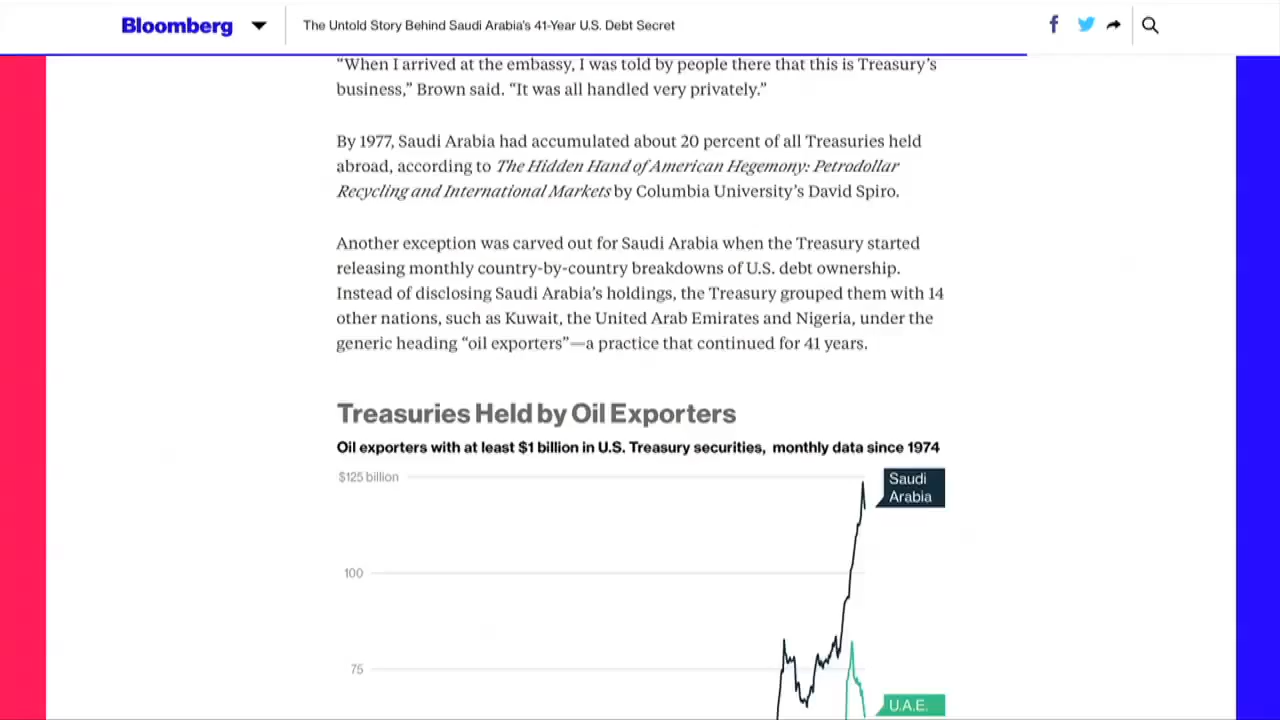 Bloomberg
The Untold Story Behind Saudi Arabia's 41-Year U.S. Debt Secret
“When I arrived at the embassy, I was told by people there that this is Treasury’s
business,” Brown said. “It was all handled very privately.”
By 1977, Saudi Arabia had accumulated about 20 percent of all Treasuries held
abroad, according to The Hidden Hand of American Hegemony: Petrodollar
Recycling and International Markets by Columbia University’s David Spiro.
Another exception was carved out for Saudi Arabia when the Treasury started
releasing monthly country-by-country breakdowns of U.S. debt ownership.
Instead of disclosing Saudi Arabia’s holdings, the Treasury grouped them with 14
other nations, such as Kuwait, the United Arab Emirates and Nigeria, under the
generic heading “oil exporters”—a practice that continued for 41 years.
Treasuries Held by Oil Exporters
Oil exporters with at least $1 billion in U.S. Treasury securities, monthly data since 1974
$125 billion
Saudi
Arabia
100
75
U.A.E.